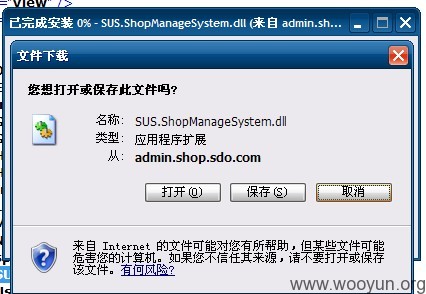 ="view" />
已完成安装 0% - SUS.ShopManageSystem.dll (来自 admin.sh...
文件下载
您想打开或保存此文件吗?
名称: SUS.ShopManageSystem.dll
类型: 应用程序扩展
从: admin.shop.sdo.com
打开(O) 保存(S) 取消
来自 Internet 的文件可能对您有所帮助,但某些文件可能
危害您的计算机。如果您不信任其来源,请不要打开或保存
该文件。有何风险?
www.wooyun.org